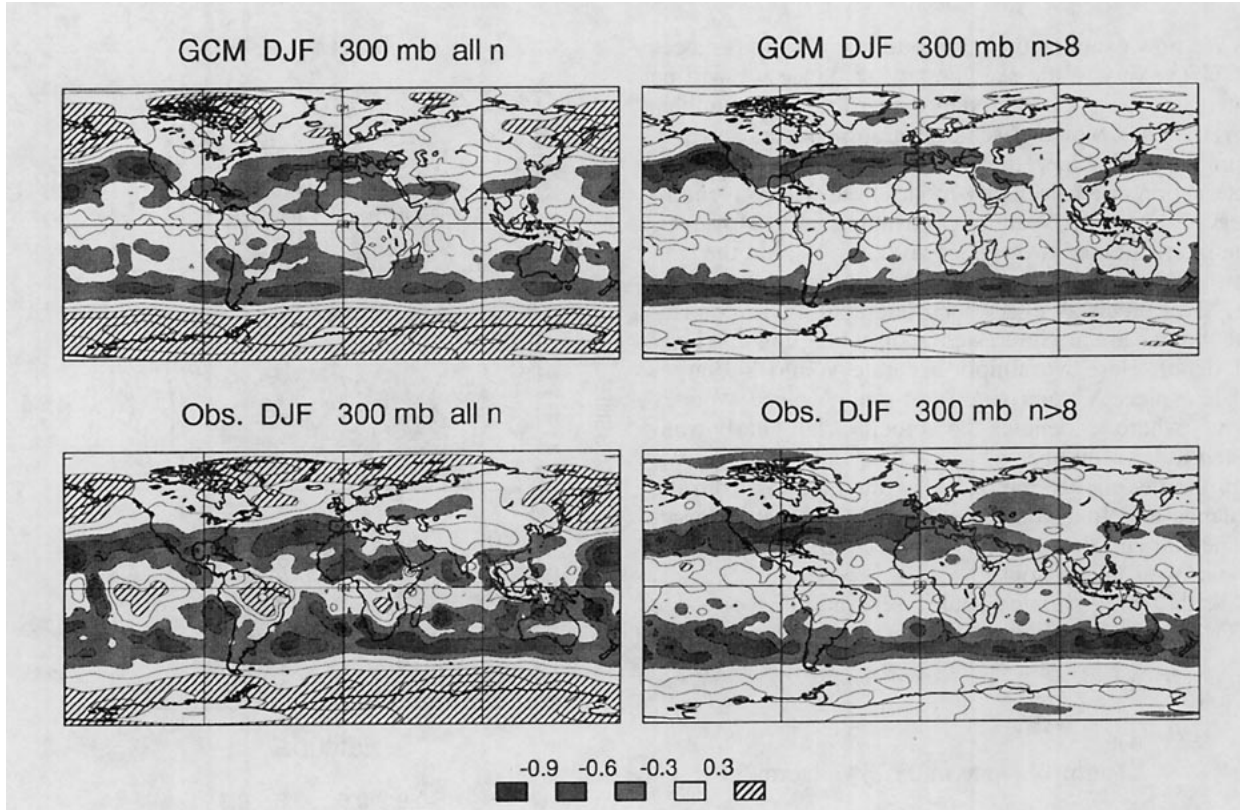 GCM DJF 300 mb all n
GCM DJF 300 mb n>8
Obs. DJF 300 mb all n
Obs. DJF 300 mb n>8
-0.9 -0.6 -0.3 0.3